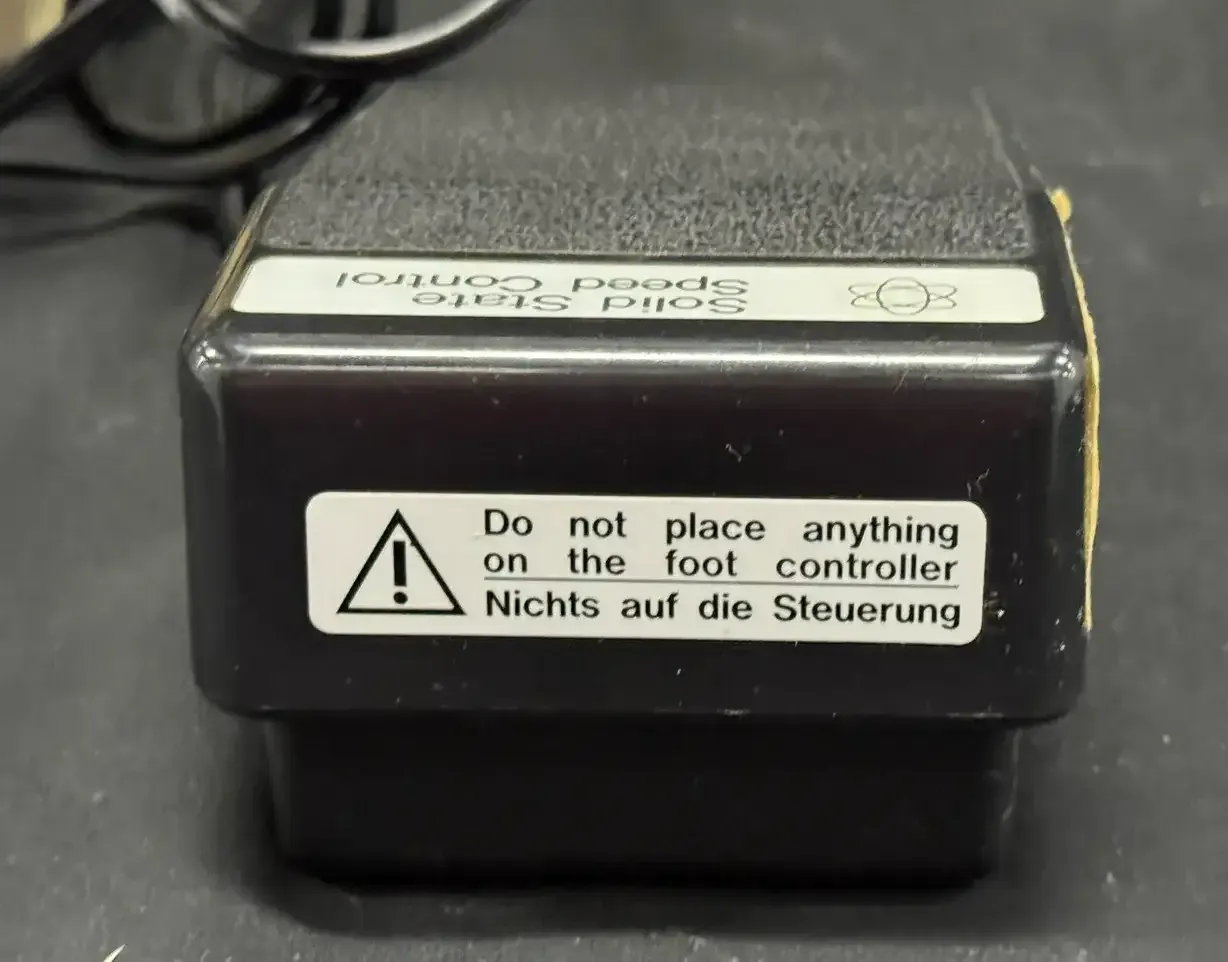 Solid State
Speed Control
Do not place anything
on the foot controller
Nichts auf die Steuerung